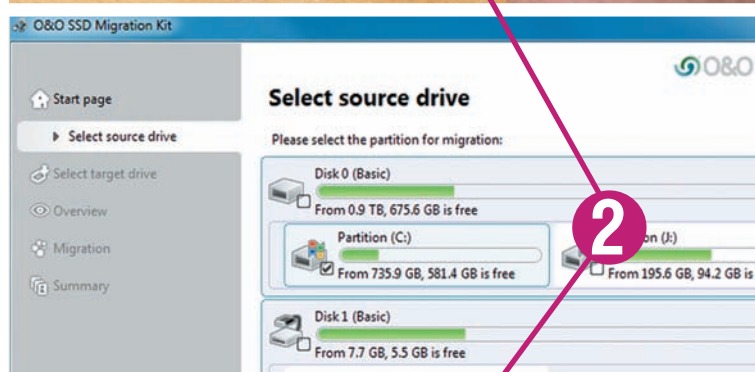 O&O SSD Migration Kit
O&O
Start page
Select source drive
Select target drive
Overview
Migration
Summary
Select source drive
Please select the partition for migration:
Disk 0 (Basic)
From 0.9 TB, 675.6 GB is free
Partition (C:)
From 735.9 GB, 581.4 GB is free
2
on (J:)
From 195.6 GB, 94.2 GB is
Disk 1 (Basic)
From 7.7 GB, 5.5 GB is free